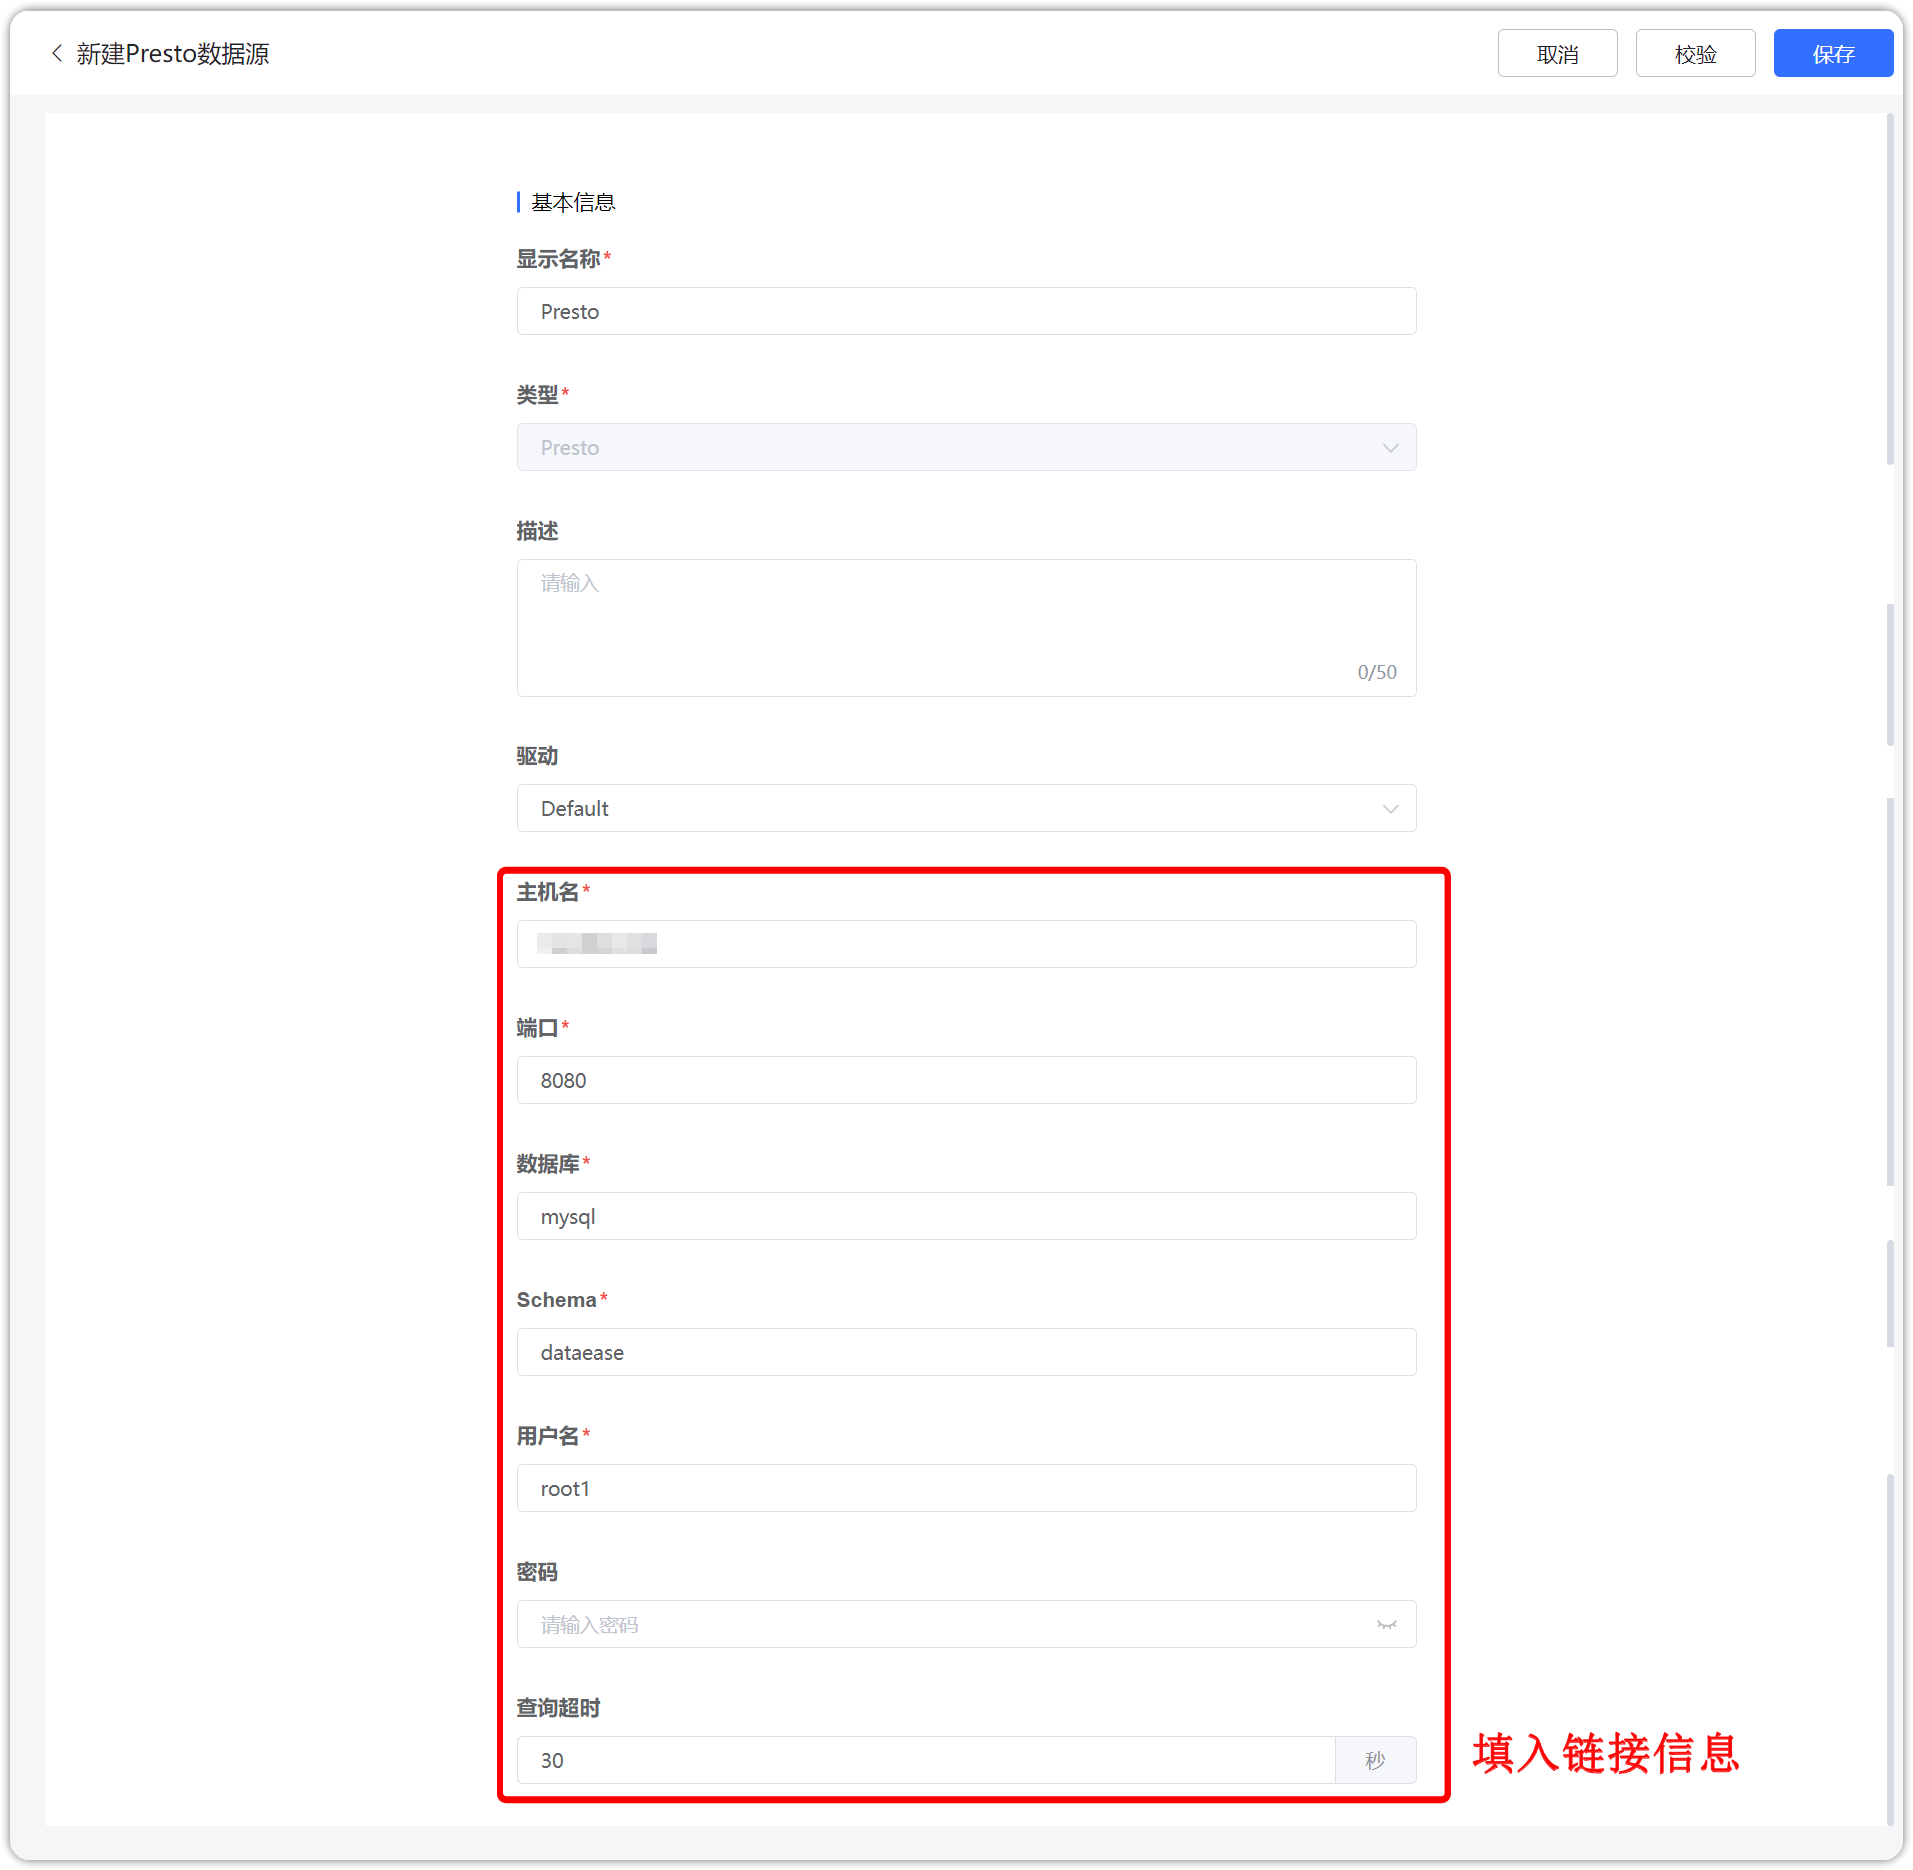 新建Presto数据源
取消
校验
保存
基本信息
显示名称*
Presto
类型*
Presto
描述
请输入
0/50
驱动
Default
主机名*
端口*
8080
数据库*
mysql
Schema*
dataease
用户名*
root1
密码
请输入密码
查询超时
30
秒
填入链接信息